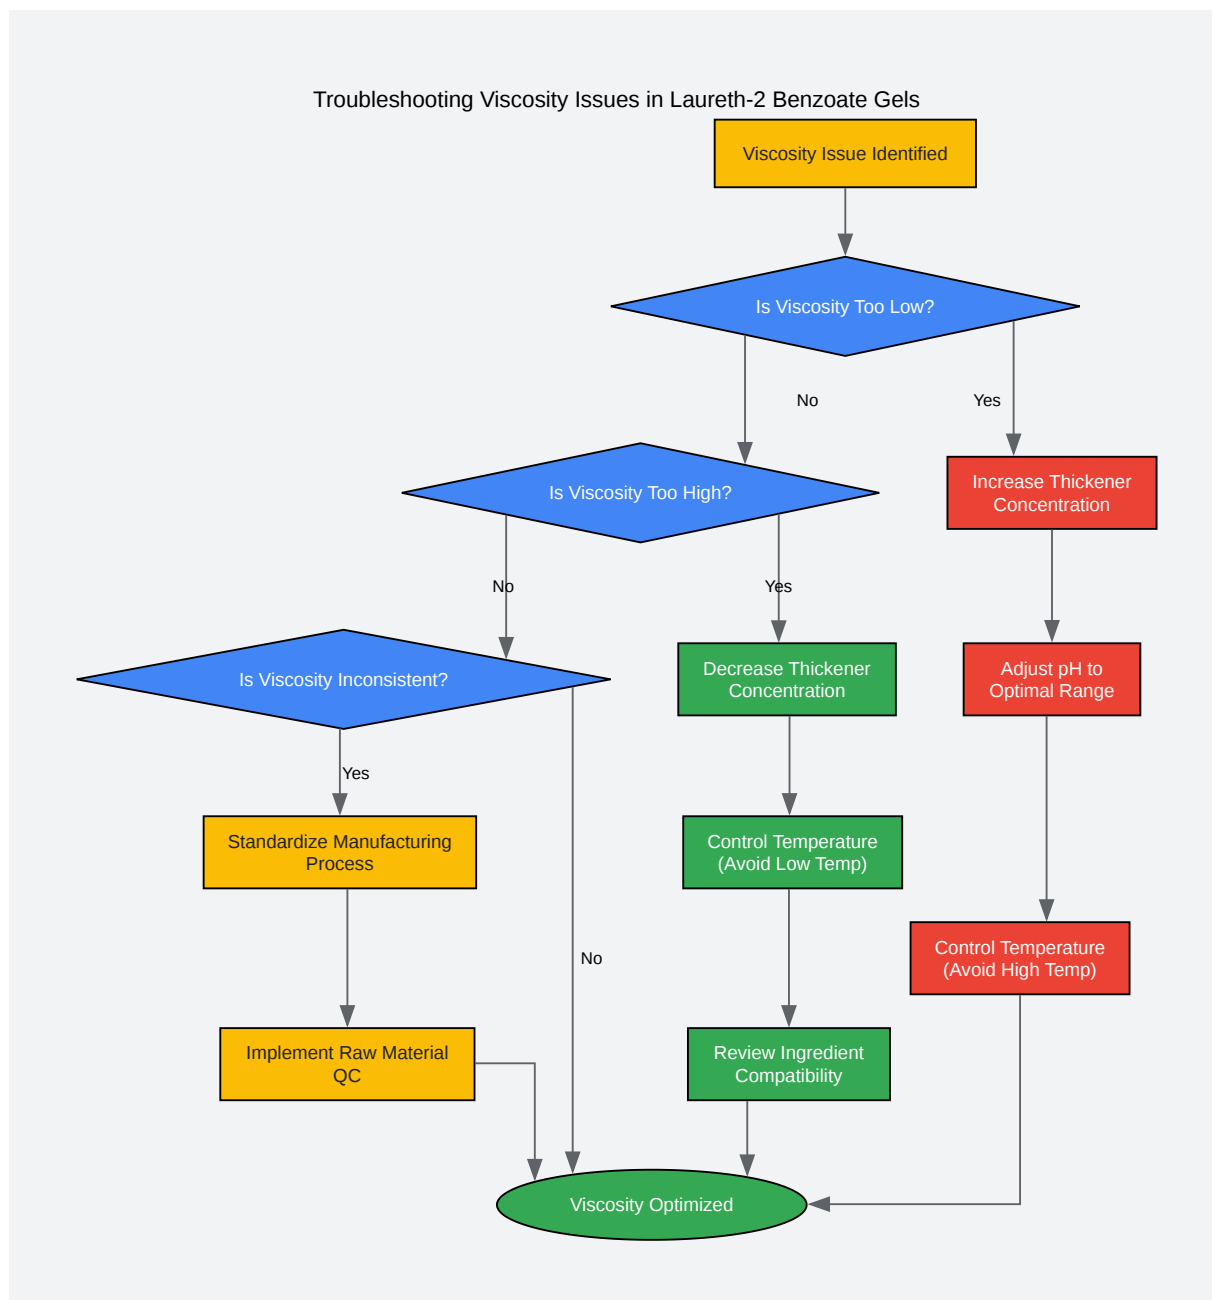 Troubleshooting Viscosity Issues in Laureth-2 Benzoate Gels
Viscosity Issue Identified
Is Viscosity Too Low?
No
Yes
Is Viscosity Too High?
Increase Thickener
Concentration
No
Yes
Is Viscosity Inconsistent?
Decrease Thickener
Concentration
Adjust pH to
Optimal Range
Yes
Standardize Manufacturing
Process
Control Temperature
(Avoid Low Temp)
No
Control Temperature
(Avoid High Temp)
Implement Raw Material
QC
Review Ingredient
Compatibility
Viscosity Optimized